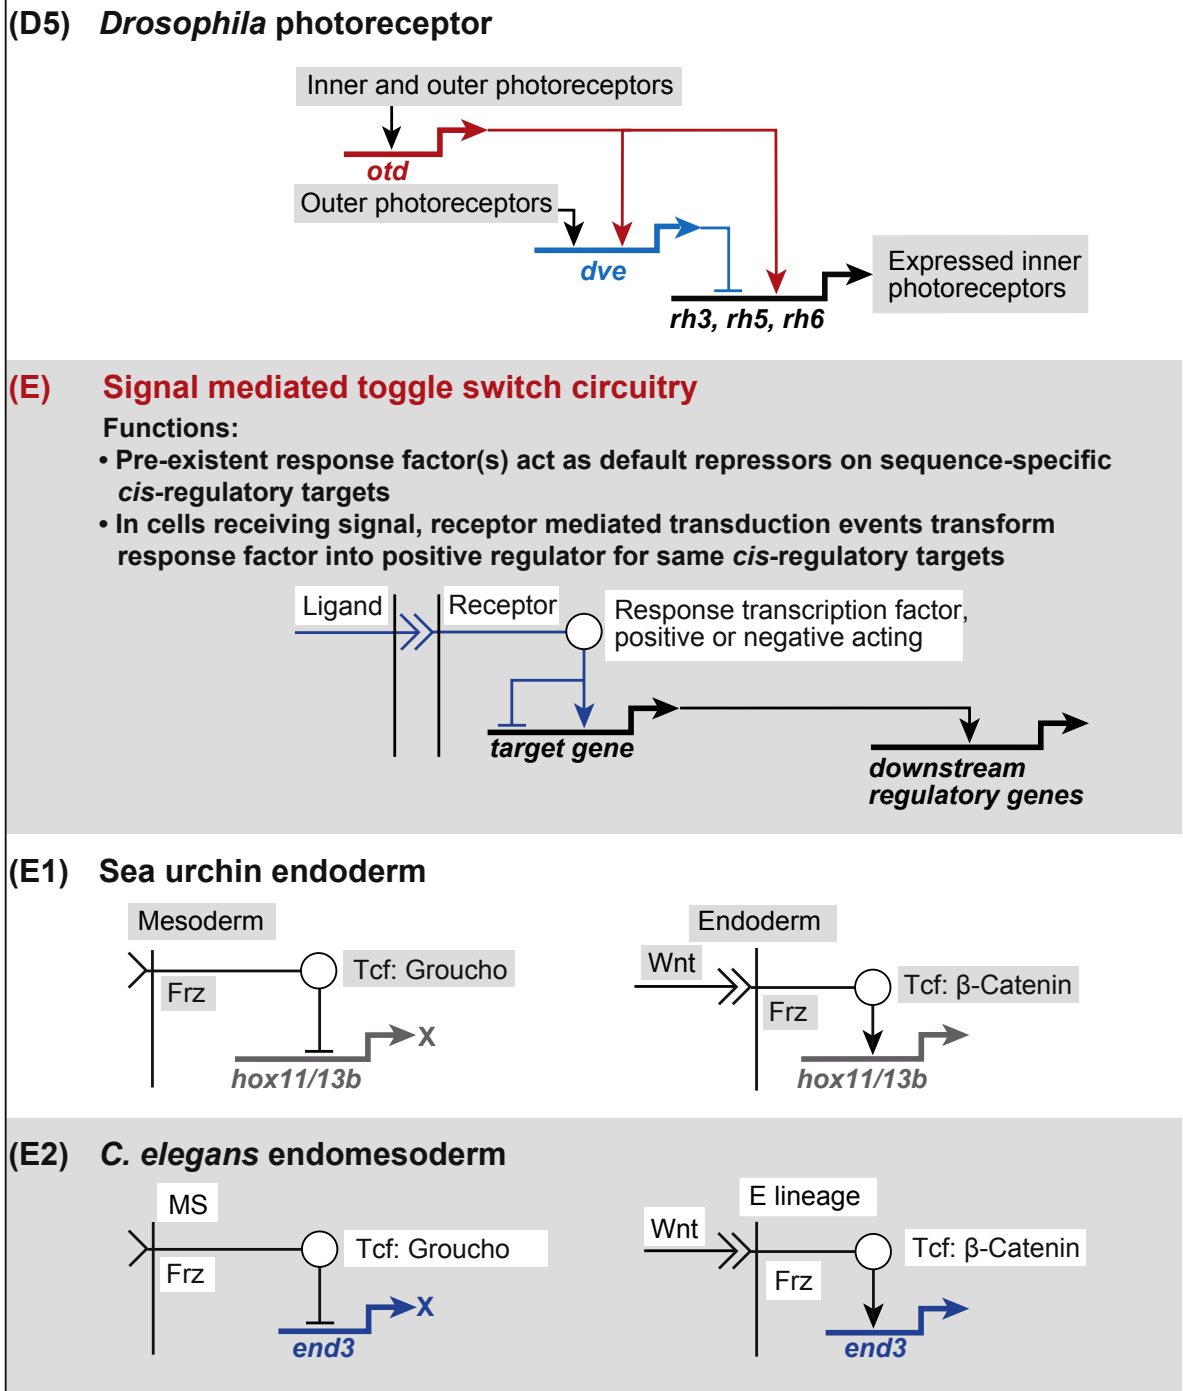 (D5) Drosophila photoreceptor
Inner and outer photoreceptors
otd
Outer photoreceptors
dve
Expressed inner
photoreceptors
rh3, rh5, rh6
(E) Signal mediated toggle switch circuitry
Functions:
• Pre-existent response factor(s) act as default repressors on sequence-specific
cis-regulatory targets
• In cells receiving signal, receptor mediated transduction events transform
response factor into positive regulator for same cis-regulatory targets
Ligand
Receptor
Response transcription factor,
positive or negative acting
target gene
downstream
regulatory genes
(E1) Sea urchin endoderm
Mesoderm
Frz
Tcf: Groucho
X
hox11/13b
Endoderm
Wnt
Frz
Tcf: β-Catenin
hox11/13b
(E2) C. elegans endomesoderm
MS
Frz
Tcf: Groucho
X
end3
E lineage
Wnt
Frz
Tcf: β-Catenin
end3